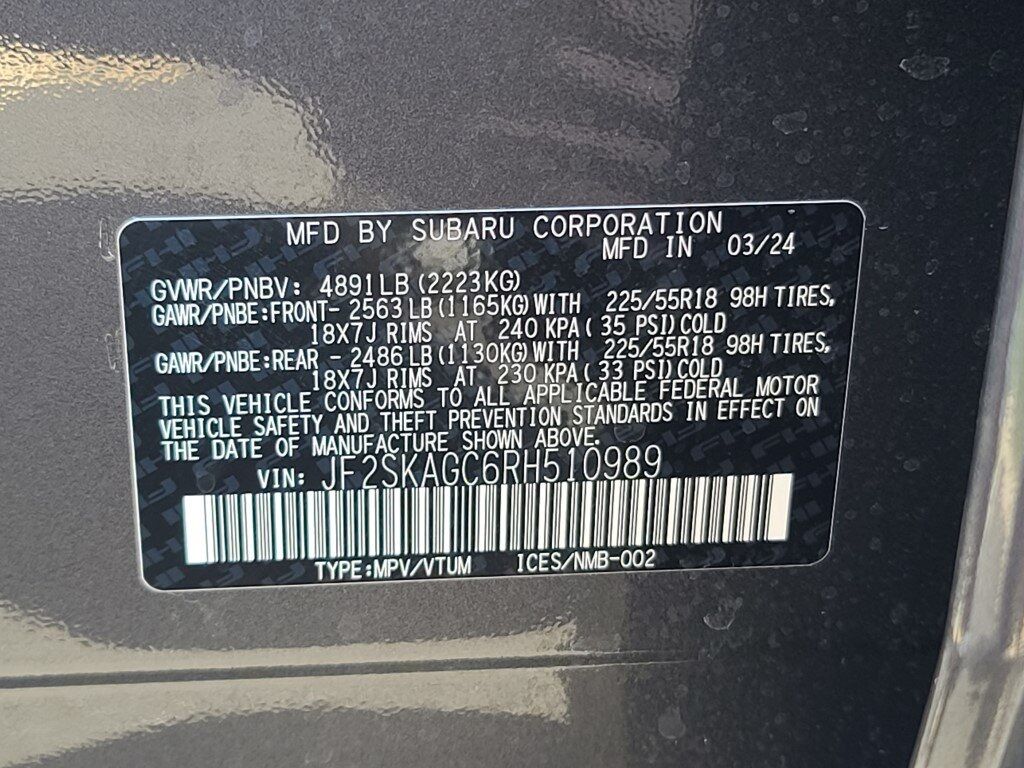 MFD BY SUBARU CORPORATION
MFD IN 03/24
GVWR/PNBV: 4891LB(2223KG)
GAWR/PNBE:FRONT- 2563LB(1165KG)WITH 225/55R18 98H TIRES,
18X7J RIMS AT 240 KPA( 35 PSI)COLD
GAWR/PNBE:REAR - 2486LB(1130KG)WITH 225/55R18 98H TIRES,
18X7J RIMS AT 230 KPA( 33 PSI)COLD
THIS VEHICLE CONFORMS TO ALL APPLICABLE FEDERAL MOTOR
VEHICLE SAFETY AND THEFT PREVENTION STANDARDS IN EFFECT ON
THE DATE OF MANUFACTURE SHOWN ABOVE.
VIN: JF2SKAGC6RH510989
TYPE:MPV/VTUM ICES/NMB-002